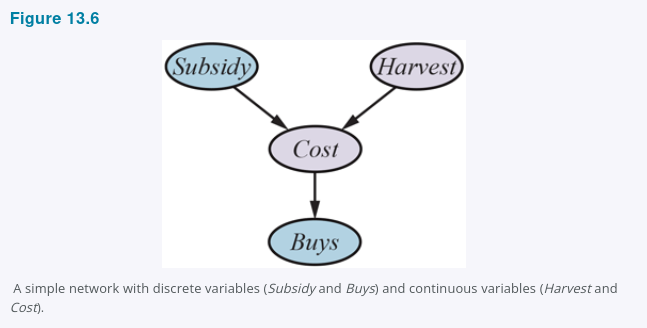 Figure 13.6
Subsidy
Harvest
Cost
Buys
A simple network with discrete variables (Subsidy and Buys) and continuous variables (Harvest and
Cost).